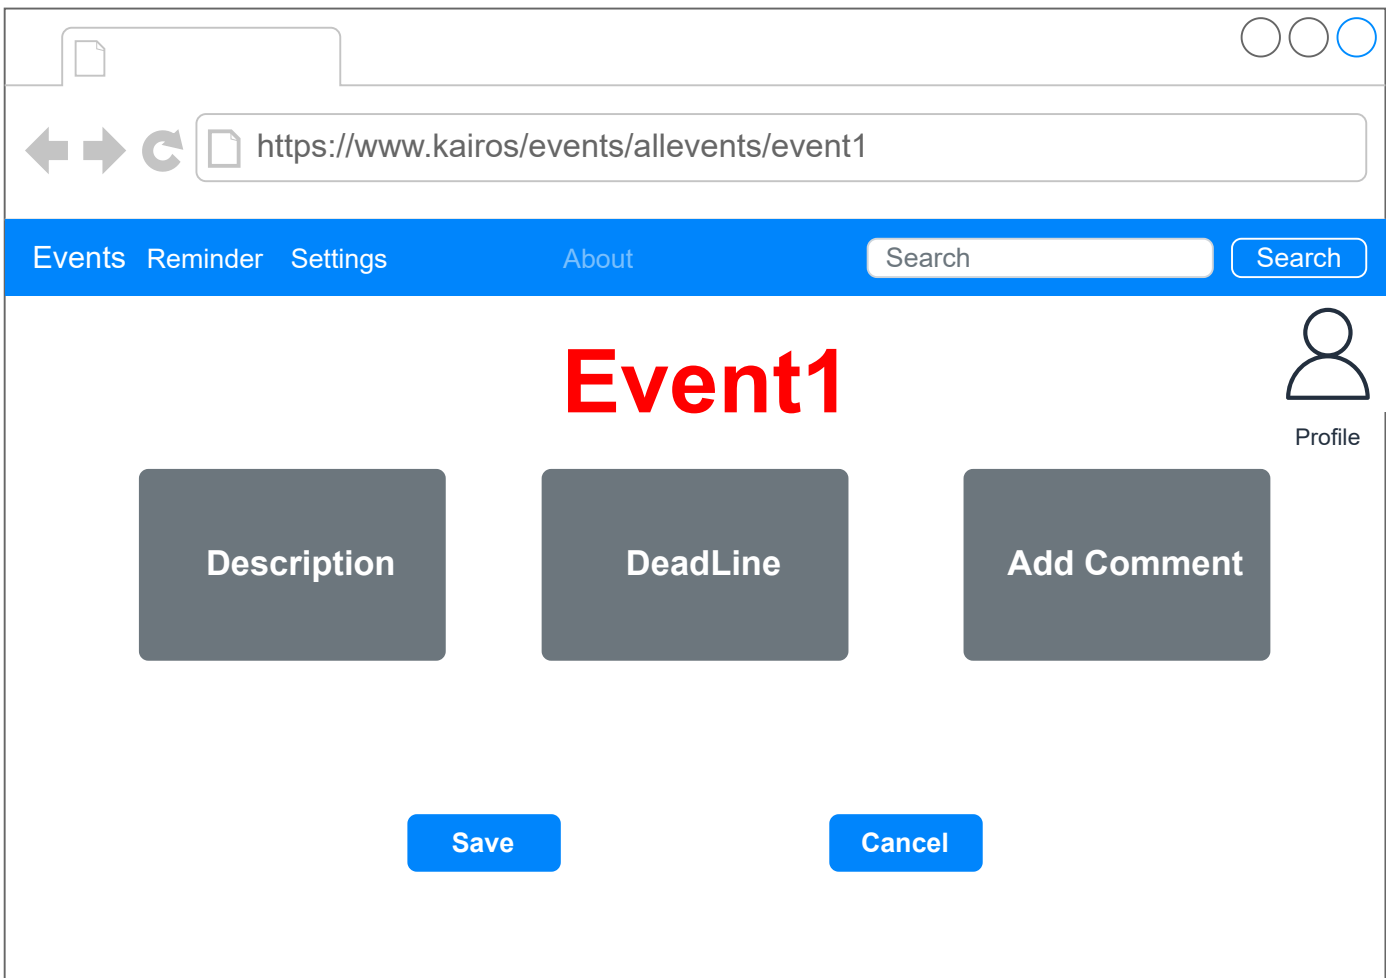 https://www.kairos/events/allevents/event1
Events Reminder Settings About Search Search
Event1
Profile
Description DeadLine Add Comment
Save Cancel